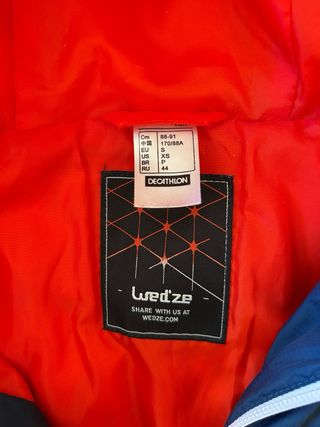 Cm 88-91
中国 170/88A
EU S
US XS
BR P
RU 44
DECATHLON
Wed'ze
SHARE WITH US AT
WEDZE.COM